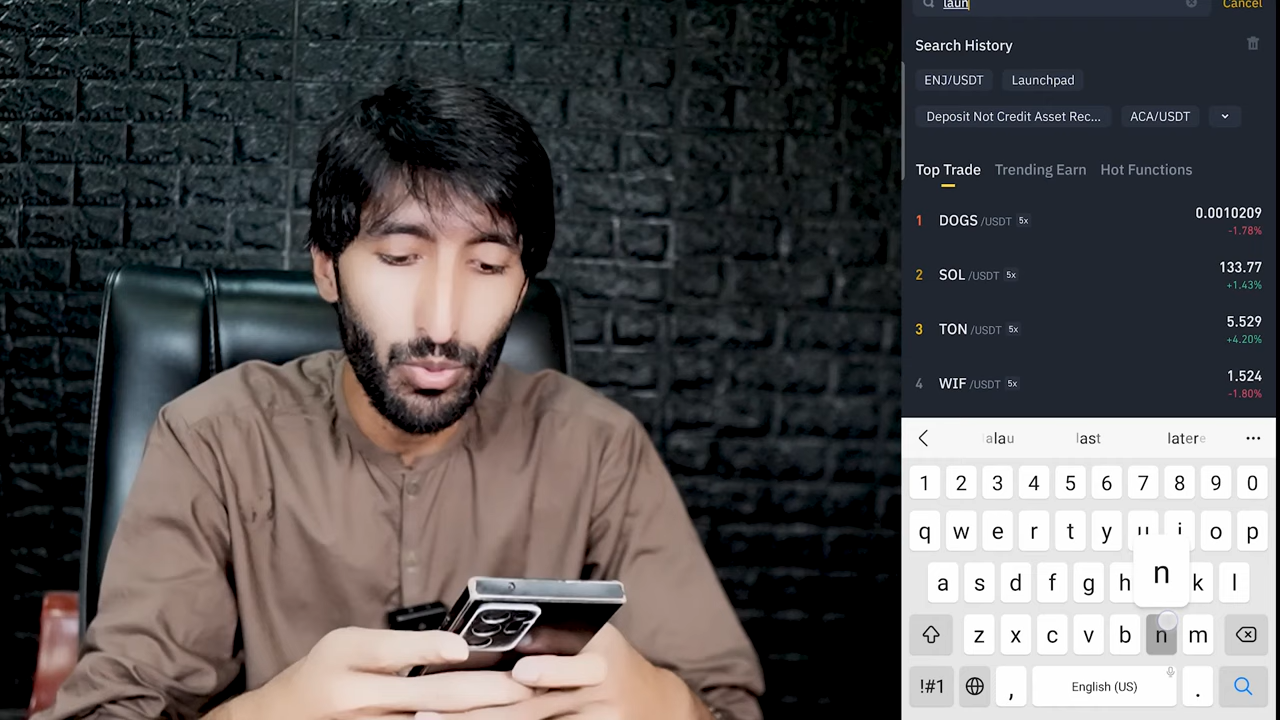 laun
Cancel
Search History
ENJ/USDT
Launchpad
Deposit Not Credit Asset Rec...
ACA/USDT
Top Trade
Trending Earn
Hot Functions
1 DOGS /USDT 5x 0.0010209
-1.78%
2 SOL /USDT 5x 133.77
+1.43%
3 TON /USDT 5x 5.529
+4.20%
4 WIF /USDT 5x 1.524
-1.80%
alau last later
1 2 3 4 5 6 7 8 9 0
q w e r t y u i o p
a s d f g h n k l
z x c v b n m
!#1 , English (US) .